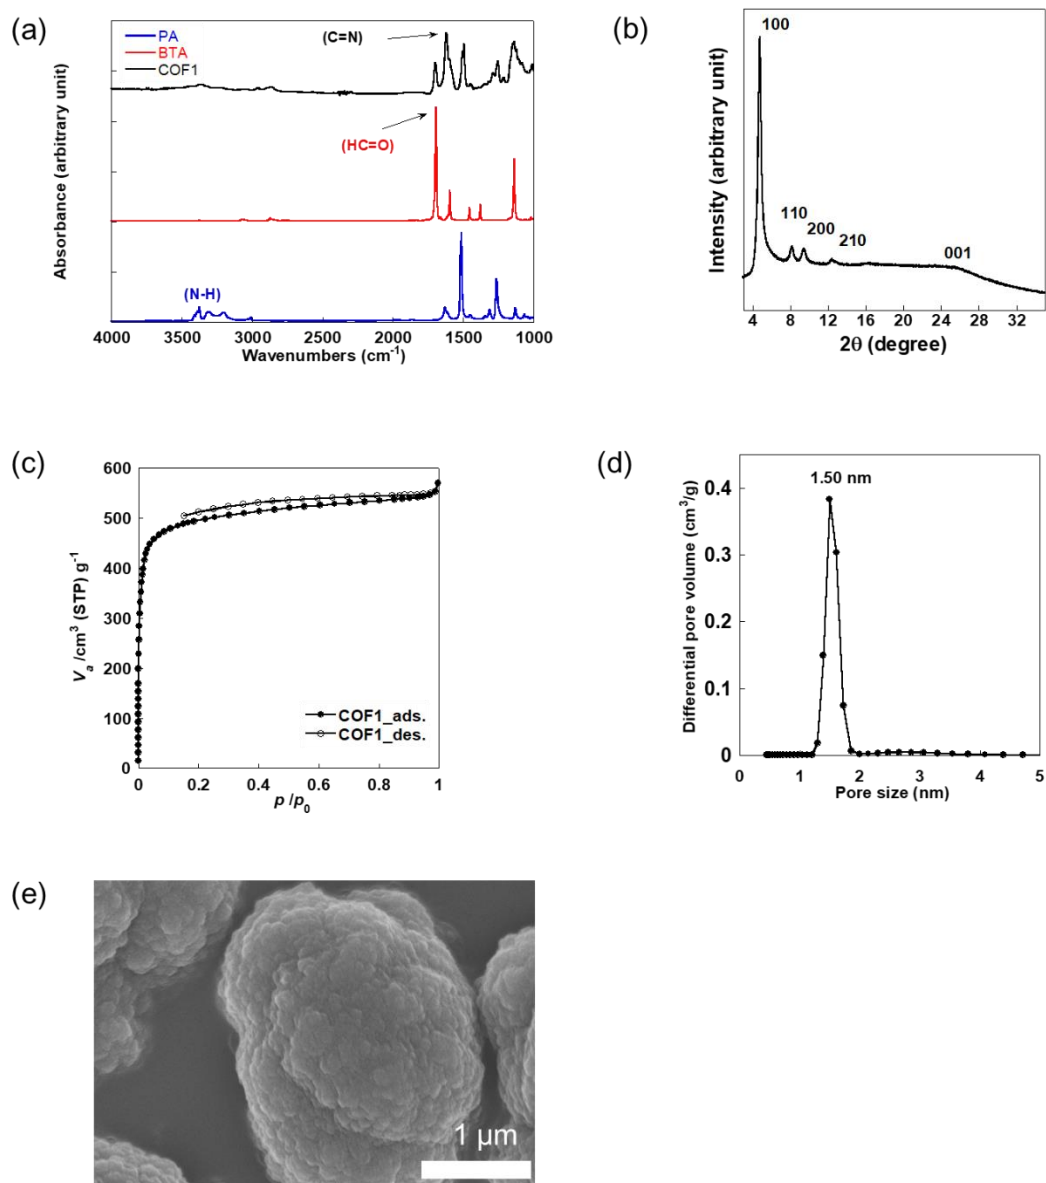 (a)
PA
BTA
COF1
(C=N)
(HC=O)
(N-H)
Absorbance (arbitrary unit)
4000 3500 3000 2500 2000 1500 1000
Wavenumbers (cm⁻¹)
(b)
100
110
200
210
001
Intensity (arbitrary unit)
4 8 12 16 20 24 28 32
2θ (degree)
(c)
600
500
400
300
200
100
0
Vₐ /cm³ (STP) g⁻¹
COF1_ads.
COF1_des.
0 0.2 0.4 0.6 0.8 1
p /p₀
(d)
1.50 nm
0.4
0.3
0.2
0.1
0
Differential pore volume (cm³/g)
0 1 2 3 4 5
Pore size (nm)
(e)
1 µm